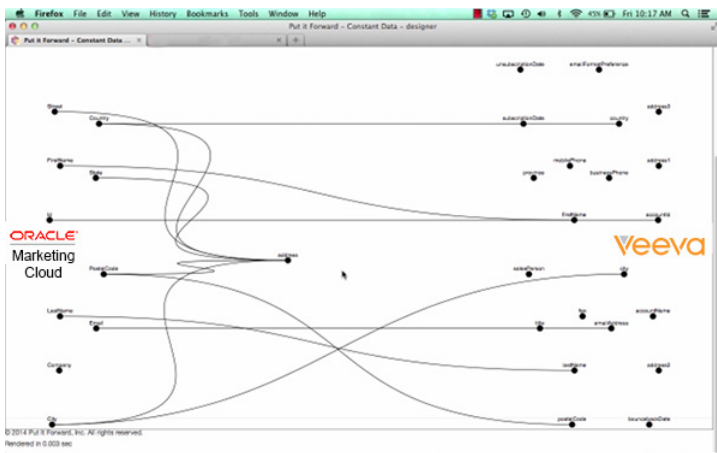 Firefox File Edit View History Bookmarks Tools Window Help 45% Fri 10:17 AM
Put it Forward – Constant Data – designer
Put it Forward – Constant Data ...
unsubscriptionDate emailFormatPreference
Street address3
Country subscriptionDate country
FirstName mobilePhone address1
State province businessPhone
Id firstName accountId
ORACLE
Marketing
Cloud
veeva
address
PostalCode salesPerson city
LastName fax accountName
Email title emailAddress
Company lastName address2
City postalCode bouncebackDate
© 2014 Put It Forward, Inc. All rights reserved.
Rendered in 0.003 sec